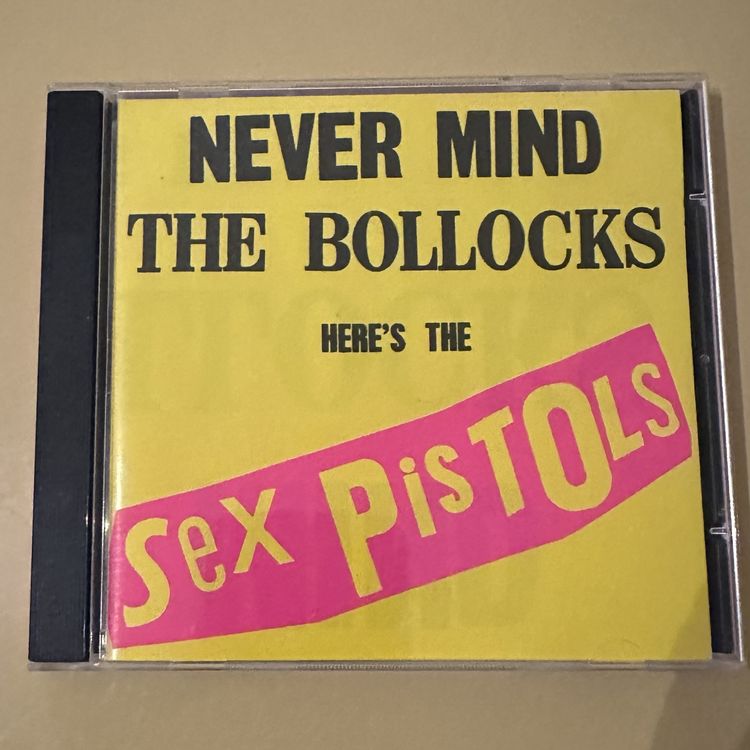 NEVER MIND
THE BOLLOCKS
HERE'S THE
Sex PisTOLS